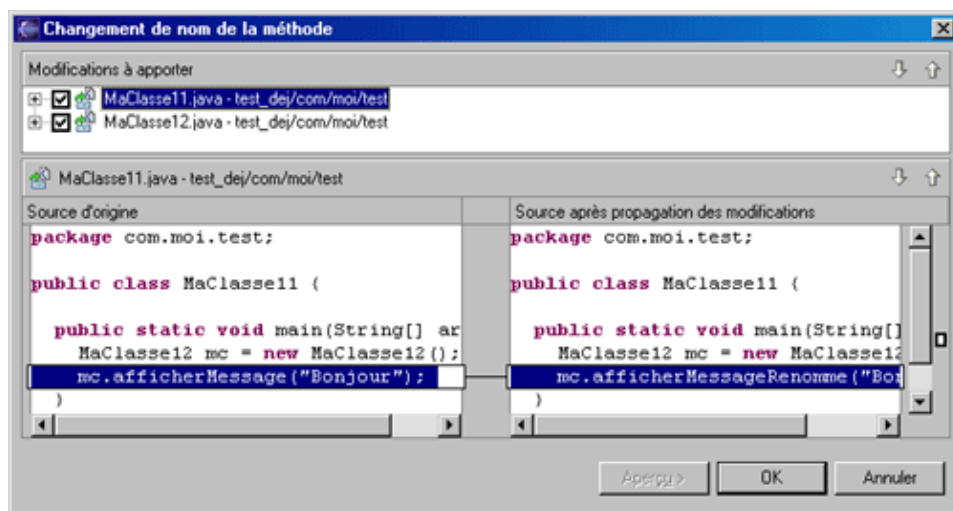 Changement de nom de la méthode
Modifications à apporter
MaClasse11.java - test_dej/com/moi/test
MaClasse12.java - test_dej/com/moi/test
MaClasse11.java - test_dej/com/moi/test
Source d'origine
Source après propagation des modifications
package com.moi.test;
public class MaClasse11 {
public static void main(String[] ar
MaClasse12 mc = new MaClasse12();
mc.afficherMessage("Bonjour");
}
package com.moi.test;
public class MaClasse11 {
public static void main(String[]
MaClasse12 mc = new MaClasse12
mc.afficherMessageRenomme("Bon
}
Aperçu >
OK
Annuler